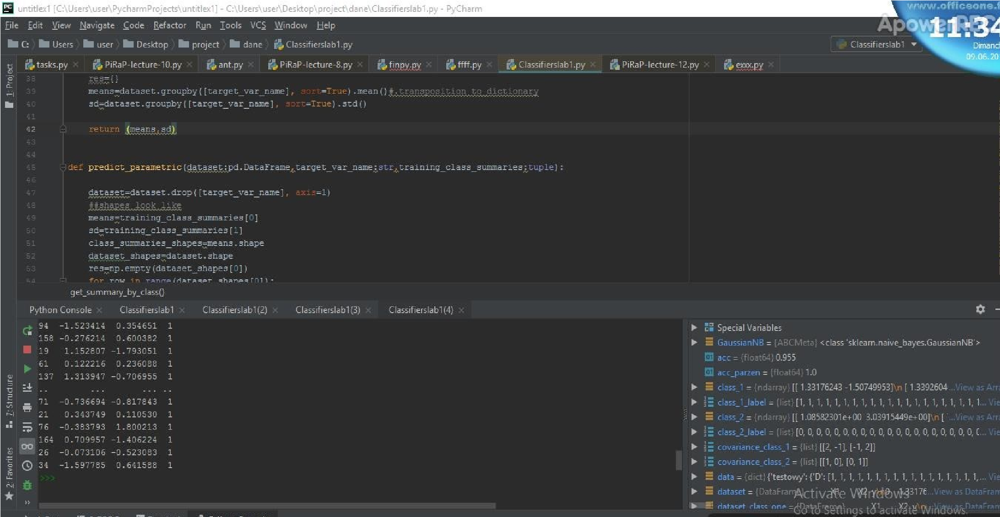 untitlex1 [C:\Users\user\PycharmProjects\untitlex1] - C:\Users\user\Desktop\project\dane\Classifierslab1.py - PyCharm
www.officeone.f
ApowerREC
11:34
Dimanch
09.06.20
File Edit View Navigate Code Refactor Run Tools VCS Window Help
C: Users user Desktop project dane Classifierslab1.py
Classifierslab1
tasks.py PiRaP-lecture-10.py ant.py PiRaP-lecture-8.py finpy.py ffff.py Classifierslab1.py PiRaP-lecture-12.py exxx.py
1: Project
38 res={}
39 means=dataset.groupby([target_var_name], sort=True).mean()#.transposition to dictionary
40 sd=dataset.groupby([target_var_name], sort=True).std()
41
42 return (means,sd)
43
44
45 def predict_parametric(dataset:pd.DataFrame,target_var_name:str,training_class_summaries:tuple):
46
47 dataset=dataset.drop([target_var_name], axis=1)
48 ##shapes look like
49 means=training_class_summaries[0]
50 sd=training_class_summaries[1]
51 class_summaries_shapes=means.shape
52 dataset_shapes=dataset.shape
53 res=np.empty(dataset_shapes[0])
54 for row in range(dataset_shapes[0]):
get_summary_by_class()
Python Console Classifierslab1 Classifierslab1(2) Classifierslab1(3) Classifierslab1(4)
94 -1.523414 0.354651 1
158 -0.276214 0.600382 1
19 1.152807 -1.793051 1
61 0.122216 0.236088 1
137 1.313947 -0.706955 1
.. ... ... ..
71 -0.736694 -0.817843 1
21 0.343749 0.110530 1
76 -0.383793 1.800213 1
164 0.709957 -1.406224 1
26 -0.073106 -0.523083 1
34 -1.597785 0.641588 1
>>>
7: Structure
2: Favorites
Special Variables
GaussianNB = {ABCMeta} <class 'sklearn.naive_bayes.GaussianNB'>
acc = {float64} 0.955
acc_parzen = {float64} 1.0
class_1 = {ndarray} [[ 1.33176243 -1.50749953]\n [ 1.3392604 ...View as Arra
class_1_label = {list} [1, 1, 1, 1, 1, 1, 1, 1, 1, 1, 1, 1, 1, 1, 1, 1, 1, 1, 1, 1, 1... Vie
class_2 = {ndarray} [[ 1.08582301e+00 3.03915449e+00]\n [ ...View as Arra
class_2_label = {list} [0, 0, 0, 0, 0, 0, 0, 0, 0, 0, 0, 0, 0, 0, 0, 0, 0, 0, 0, 0, 0... Vie
covariance_class_1 = {list} [[2, -1], [-1, 2]]
covariance_class_2 = {list} [[1, 0], [0, 1]]
data = {dict} {'testowy': {'D': [1, 1, 1, 1, 1, 1, 1, 1, 1, 1, 1, 1, 1, 1, 1, 1, 1,... Vie
dataset = {DataFrame} X1 X2 y\n0 1.33176 ...View as DataFram
dataset_class_one = {DataFrame} X1 X2 y\n ...View as DataFram
Activate Windows
Go to Settings to activate Windows.